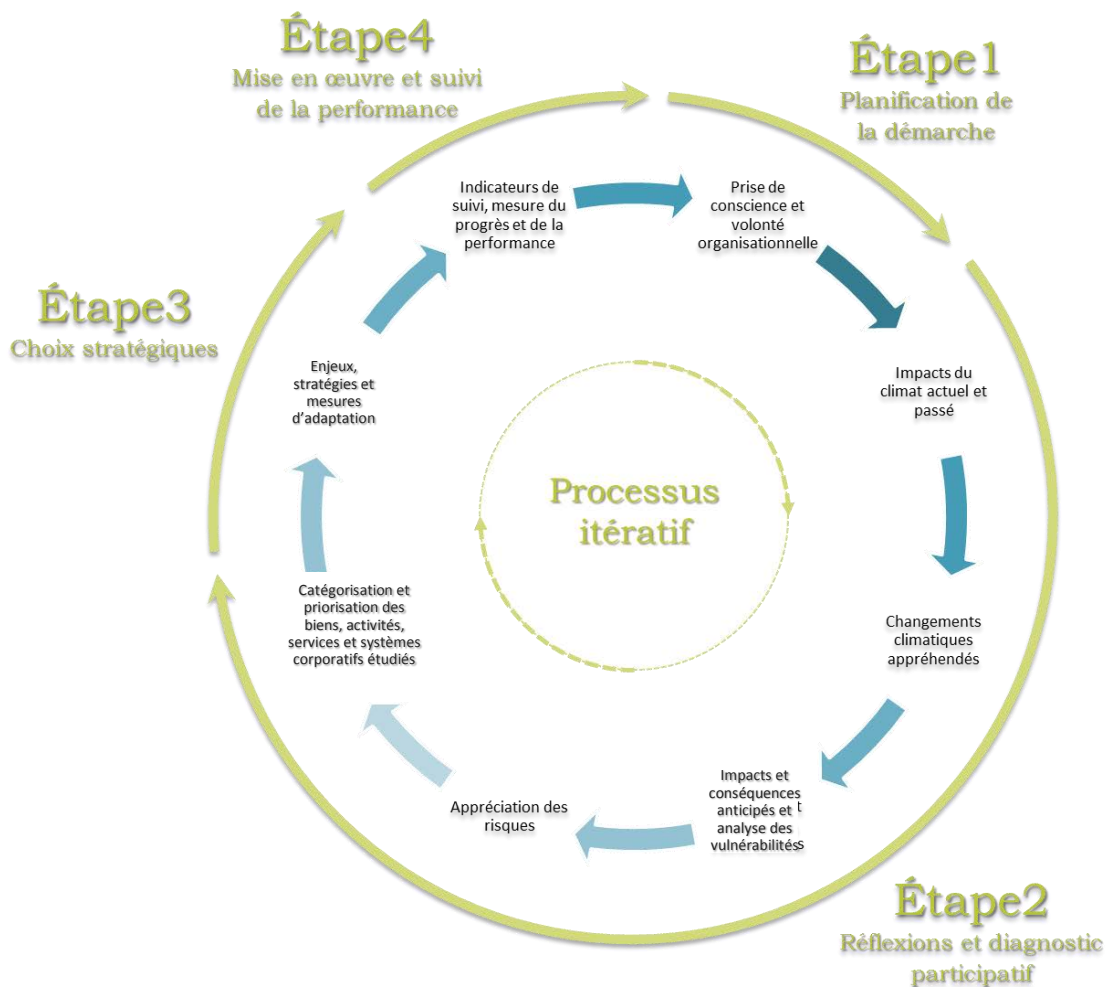 Étape1
Planification de
la démarche
Prise de
conscience et
volonté
organisationnelle
Étape2
Réflexions et diagnostic
participatif
Impacts du
climat actuel et
passé
Changements
climatiques
appréhendés
Impacts et
conséquences
anticipés et t
analyse des
vulnérabilités s
Appréciation des
risques
Catégorisation et
priorisation des
biens, activités,
services et systèmes
corporatifs étudiés
Étape3
Choix stratégiques
Enjeux,
stratégies et
mesures
d’adaptation
Étape4
Mise en œuvre et suivi
de la performance
Indicateurs de
suivi, mesure du
progrès et de la
performance
Processus
itératif